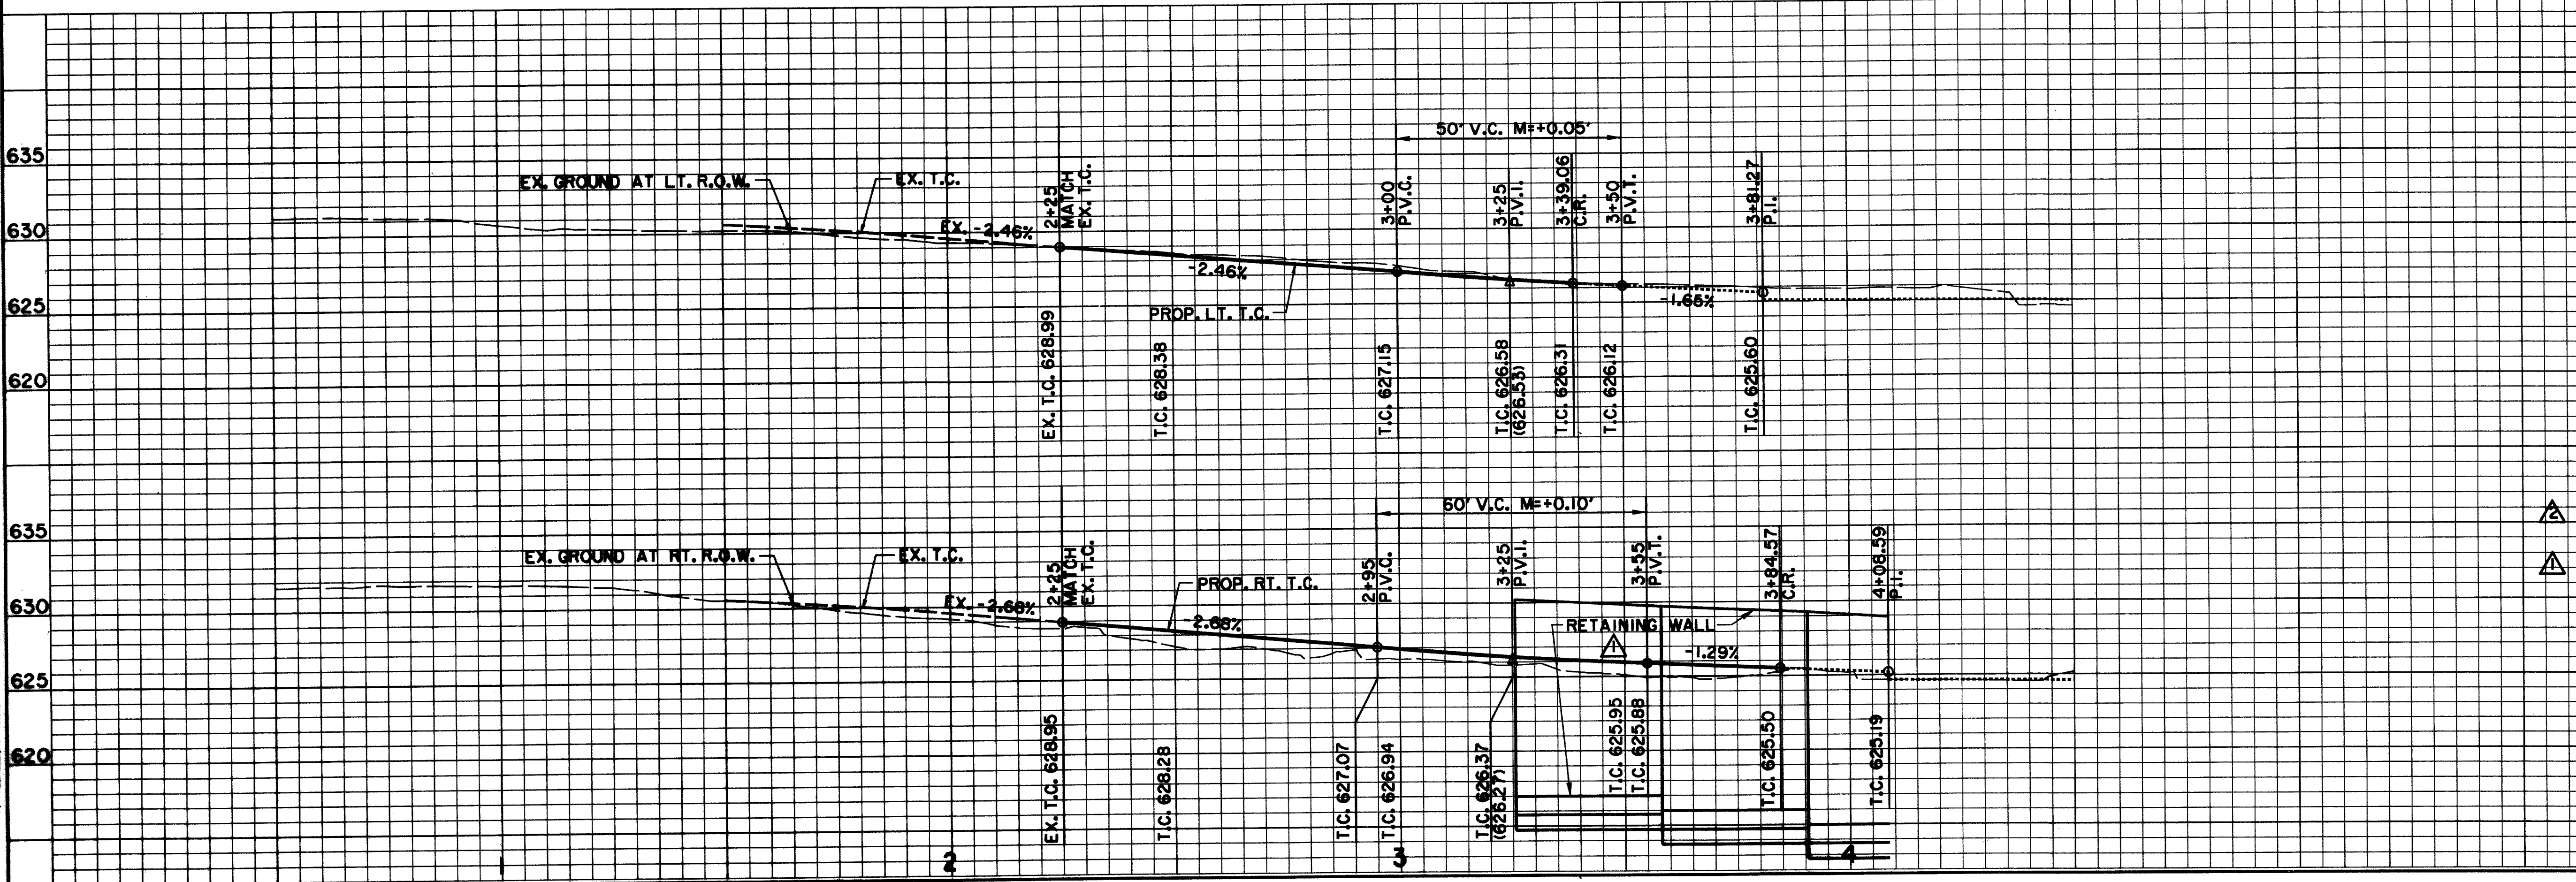 50' V.C. M=+0.05'
635
EX. GROUND AT LT. R.O.W.
EX. T.C.
2+25
MATCH
EX. T.C.
3+00
P.V.C.
3+25
P.V.I.
3+39.06
C.R.
3+50
P.V.T.
3+81.27
P.I.
630
EX. -2.46%
-2.46%
-1.65%
625
PROP. LT. T.C.
EX. T.C. 628.99
T.C. 628.38
T.C. 627.15
T.C. 626.58
(626.53)
T.C. 626.31
T.C. 626.12
T.C. 625.60
620
60' V.C. M=+0.10'
2
635
EX. GROUND AT RT. R.O.W.
EX. T.C.
2+25
MATCH
EX. T.C.
PROP. RT. T.C.
2+95
P.V.C.
3+25
P.V.I.
3+55
P.V.T.
3+84.57
C.R.
4+08.59
P.I.
1
630
EX. -2.68%
-2.68%
RETAINING WALL
1
-1.29%
625
EX. T.C. 628.95
T.C. 628.28
T.C. 627.07
T.C. 626.94
T.C. 626.37
(626.27)
T.C. 625.95
T.C. 625.88
T.C. 625.50
T.C. 625.19
620
1
2
3
4